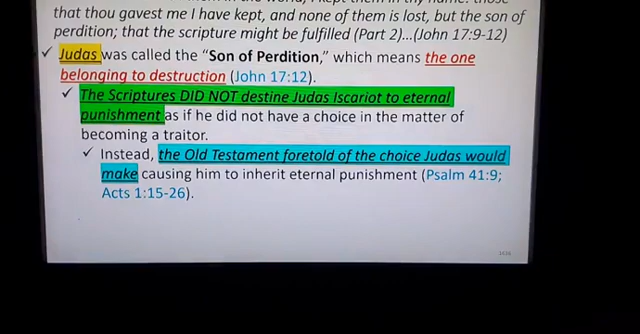 that thou gavest me I have kept, and none of them is lost, but the son of
perdition; that the scripture might be fulfilled (Part 2)...(John 17:9-12)
✓ Judas was called the “Son of Perdition,” which means the one
belonging to destruction (John 17:12).
✓ The Scriptures DID NOT destine Judas Iscariot to eternal
punishment as if he did not have a choice in the matter of
becoming a traitor.
✓ Instead, the Old Testament foretold of the choice Judas would
make causing him to inherit eternal punishment (Psalm 41:9;
Acts 1:15-26).